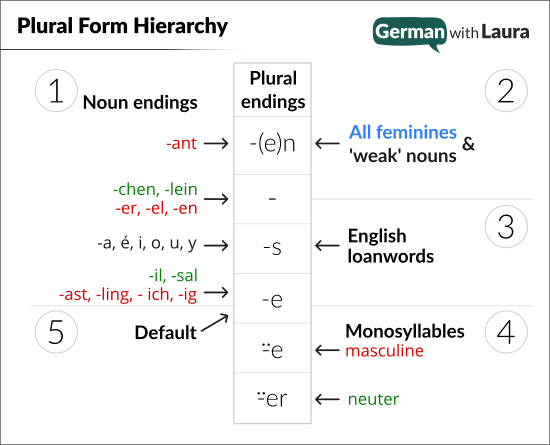 Plural Form Hierarchy
German with Laura
1
Noun endings
Plural
endings
2
-ant
-(e)n
All feminines &
'weak' nouns
-chen, -lein
-er, -el, -en
-
-a, é, i, o, u, y
-s
English
loanwords
3
-il, -sal
-ast, -ling, - ich, -ig
-e
5
Default
-̈e
Monosyllables
masculine
4
-̈er
neuter